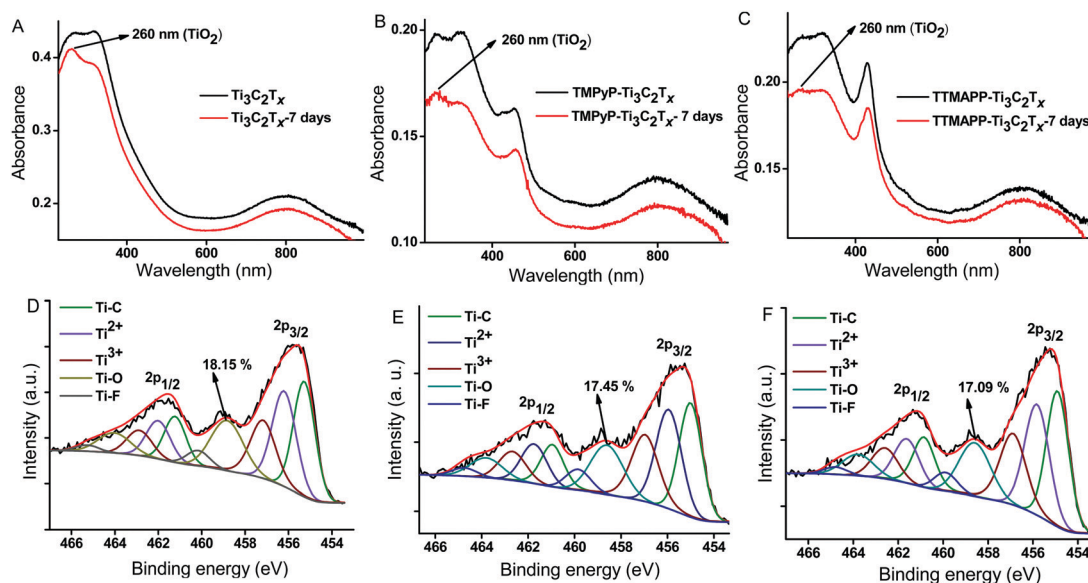 A
260 nm (TiO2)
Ti3C2Tx
Ti3C2Tx-7 days
0.4
0.3
0.2
400
600
800
Absorbance
Wavelength (nm)
B
260 nm (TiO2)
TMPyP-Ti3C2Tx
TMPyP-Ti3C2Tx- 7 days
0.20
0.15
0.10
400
600
800
Absorbance
Wavelength (nm)
C
260 nm (TiO2)
TTMAPP-Ti3C2Tx
TTMAPP-Ti3C2Tx-7 days
0.20
0.15
400
600
800
Absorbance
Wavelength (nm)
D
Ti-C
Ti2+
Ti3+
Ti-O
Ti-F
2p1/2
18.15 %
2p3/2
466
464
462
460
458
456
454
Intensity (a.u.)
Binding energy (eV)
E
Ti-C
Ti2+
Ti3+
Ti-O
Ti-F
2p1/2
17.45 %
2p3/2
466
464
462
460
458
456
454
Intensity (a.u.)
Binding energy (eV)
F
Ti-C
Ti2+
Ti3+
Ti-O
Ti-F
2p1/2
17.09 %
2p3/2
466
464
462
460
458
456
454
Intensity (a.u.)
Binding energy (eV)